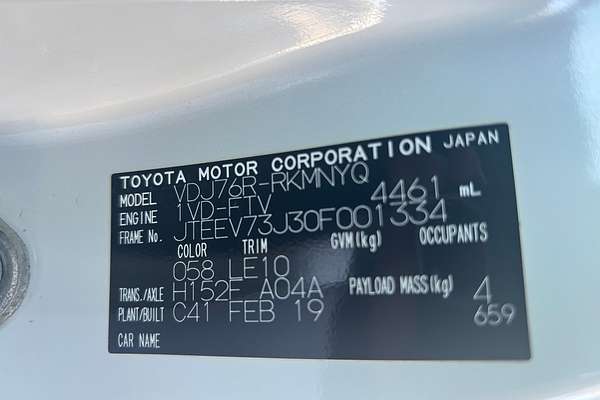 TOYOTA MOTOR CORPORATION JAPAN
MODEL VDJ76R-RKMNYQ
ENGINE 1VD-FTV 4461 mL
FRAME No. JTEEV73J30F001334
COLOR TRIM GVM(kg) OCCUPANTS
058 LE10
TRANS./AXLE H152F A04A PAYLOAD MASS(kg) 4
PLANT/BUILT C41 FEB 19 659
CAR NAME